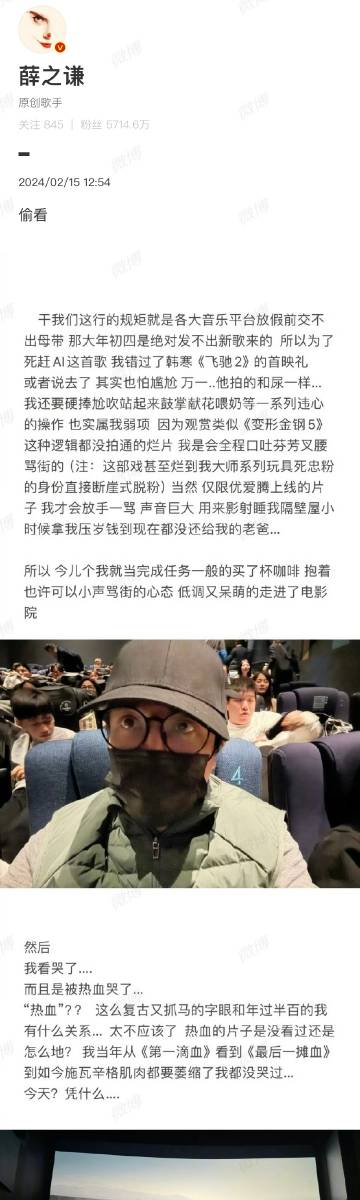 薛之谦
原创歌手
关注 845 | 粉丝 5714.6万
2024/02/15 12:54
偷看
干我们这行的规矩就是各大音乐平台放假前交不
出母带 那大年初四是绝对发不出新歌来的 所以为了
死赶 AI 这首歌 我错过了韩寒《飞驰 2》的首映礼
或者说去了 其实也怕尴尬 万一..他拍的和尿一样...
我还要硬捧尬吹站起来鼓掌献花喂奶等一系列违心
的操作 也实属我弱项 因为观赏类似《变形金钢 5》
这种逻辑都没拍通的烂片 我是会全程口吐芬芳叉腰
骂街的 (注：这部戏甚至烂到我大师系列玩具死忠粉
的身份直接断崖式脱粉) 当然 仅限优爱腾上线的片
子 我才会放手一骂 声音巨大 用来影射睡我隔壁屋小
时候拿我压岁钱到现在都没还给我的老爸...
所以 今儿个我就当完成任务一般的买了杯咖啡 抱着
也许可以小声骂街的心态 低调又呆萌的走进了电影
院
4
然后
我看哭了....
而且是被热血哭了...
“热血”? ? 这么复古又抓马的字眼和年过半百的我
有什么关系... 太不应该了 热血的片子是没看过还是
怎么地? 我当年从《第一滴血》看到《最后一摊血》
到如今施瓦辛格肌肉都要萎缩了我都没哭过...
今天? 凭什么....
微博